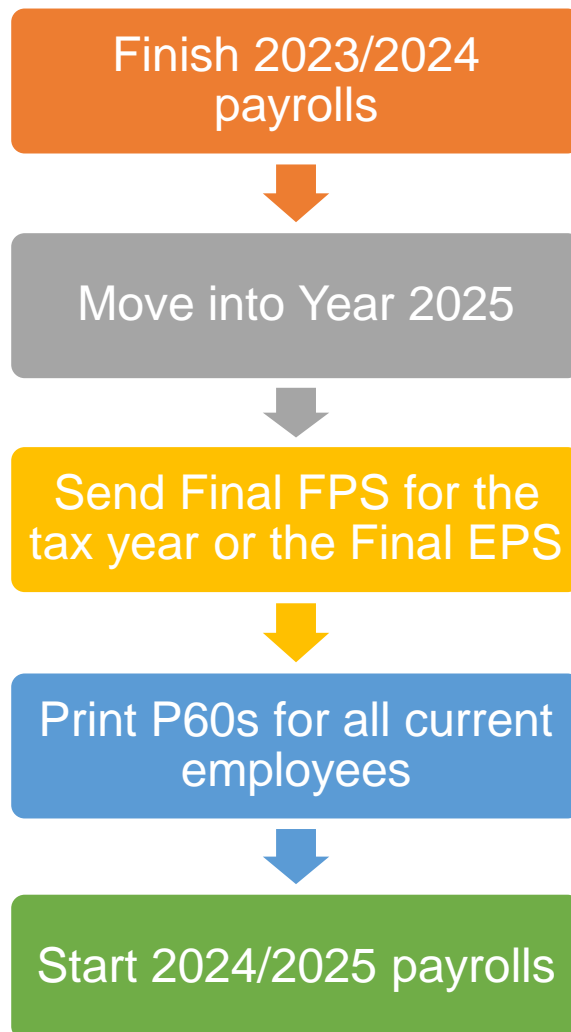 Finish 2023/2024
payrolls
Move into Year 2025
Send Final FPS for the
tax year or the Final EPS
Print P60s for all current
employees
Start 2024/2025 payrolls